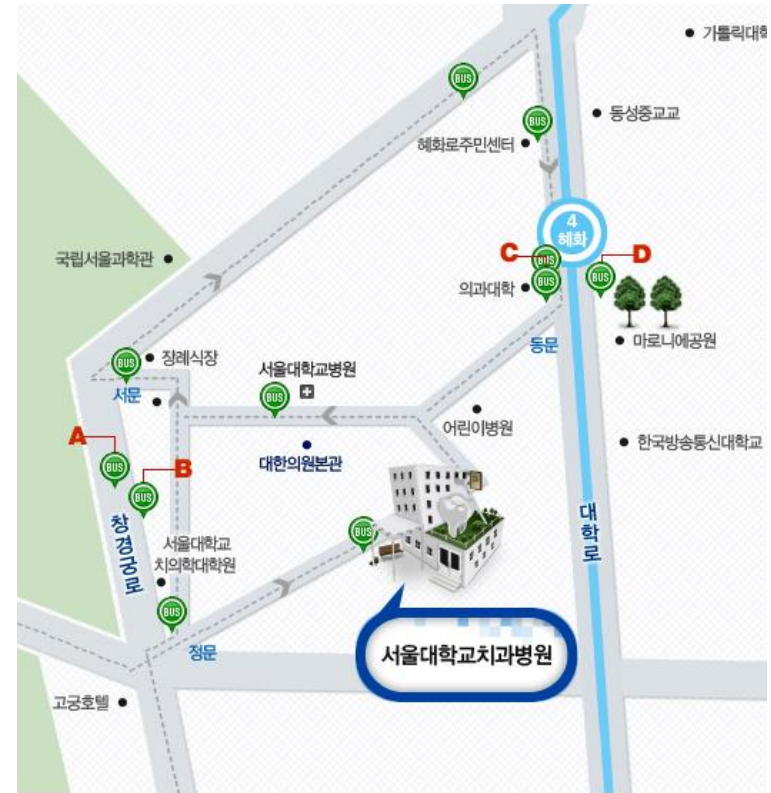 가톨릭대학
BUS
BUS
동성중교교
혜화로주민센터
4
혜화
C
D
BUS
국립서울과학관
BUS
BUS
의과대학
마로니에공원
동문
장례식장
BUS
서울대학교병원
서문
BUS
어린이병원
A
B
대한의원본관
한국방송통신대학교
BUS
BUS
창경궁로
대학로
BUS
서울대학교
치의학대학원
BUS
정문
서울대학교치과병원
고궁호텔